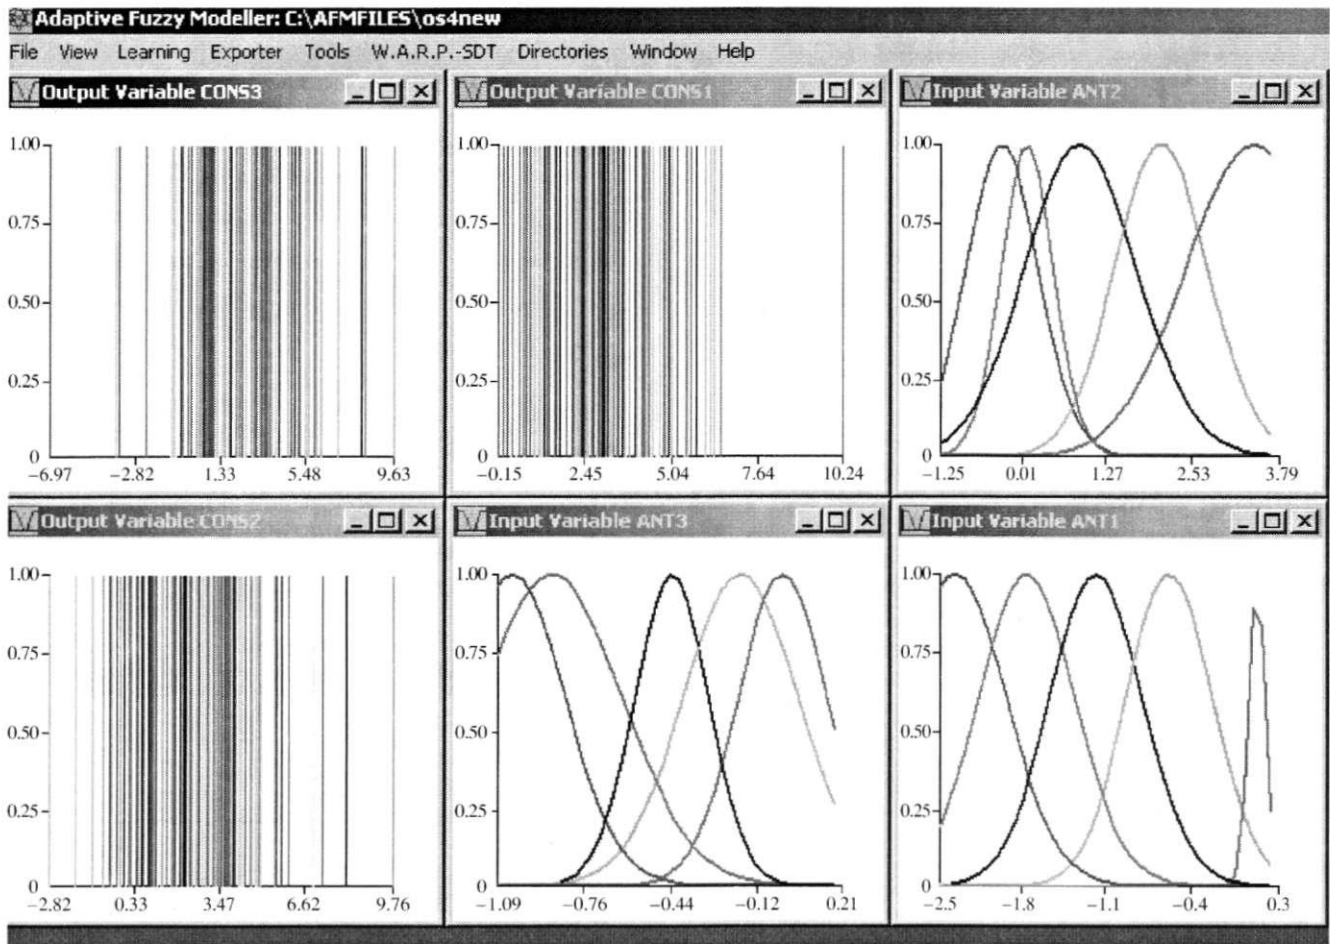 Adaptive Fuzzy Modeller: C:\AFMFILES\os4new
File View Learning Exporter Tools W.A.R.P.-SDT Directories Window Help
Output Variable CONS3
1.00
0.75
0.50
0.25
0
−6.97 −2.82 1.33 5.48 9.63
Output Variable CONS1
1.00
0.75
0.50
0.25
0
−0.15 2.45 5.04 7.64 10.24
Input Variable ANT2
1.00
0.75
0.50
0.25
0
−1.25 0.01 1.27 2.53 3.79
Output Variable CONS2
1.00
0.75
0.50
0.25
0
−2.82 0.33 3.47 6.62 9.76
Input Variable ANT3
1.00
0.75
0.50
0.25
0
−1.09 −0.76 −0.44 −0.12 0.21
Input Variable ANT1
1.00
0.75
0.50
0.25
0
−2.5 −1.8 −1.1 −0.4 0.3